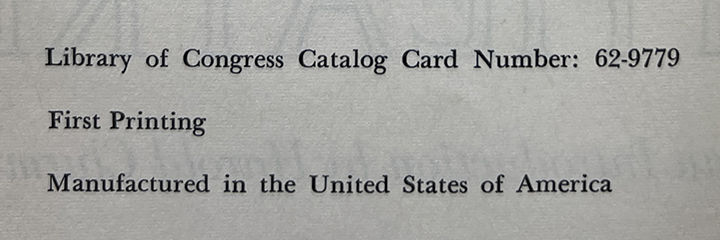 Library of Congress Catalog Card Number: 62-9779
First Printing
Manufactured in the United States of America